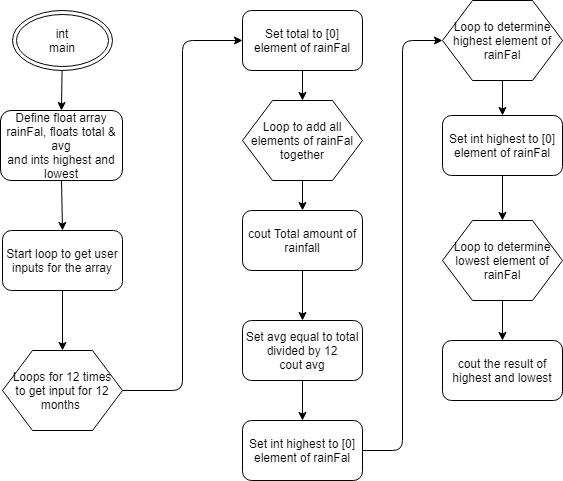 int
main
Define float array
rainFal, floats total &
avg
and ints highest and
lowest
Start loop to get user
inputs for the array
Loops for 12 times
to get input for 12
months
Set total to [0]
element of rainFal
Loop to add all
elements of rainFal
together
cout Total amount of
rainfall
Set avg equal to total
divided by 12
cout avg
Set int highest to [0]
element of rainFal
Loop to determine
highest element of
rainFal
Set int highest to [0]
element of rainFal
Loop to determine
lowest element of
rainFal
cout the result of
highest and lowest